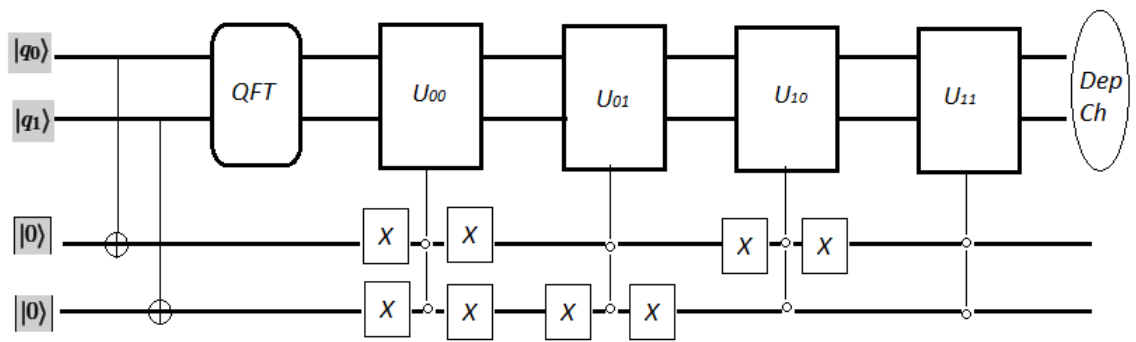 |q₀⟩
|q₁⟩
QFT
U₀₀
U₀₁
U₁₀
U₁₁
Dep
Ch
|0⟩
X X X X
|0⟩
X X X X